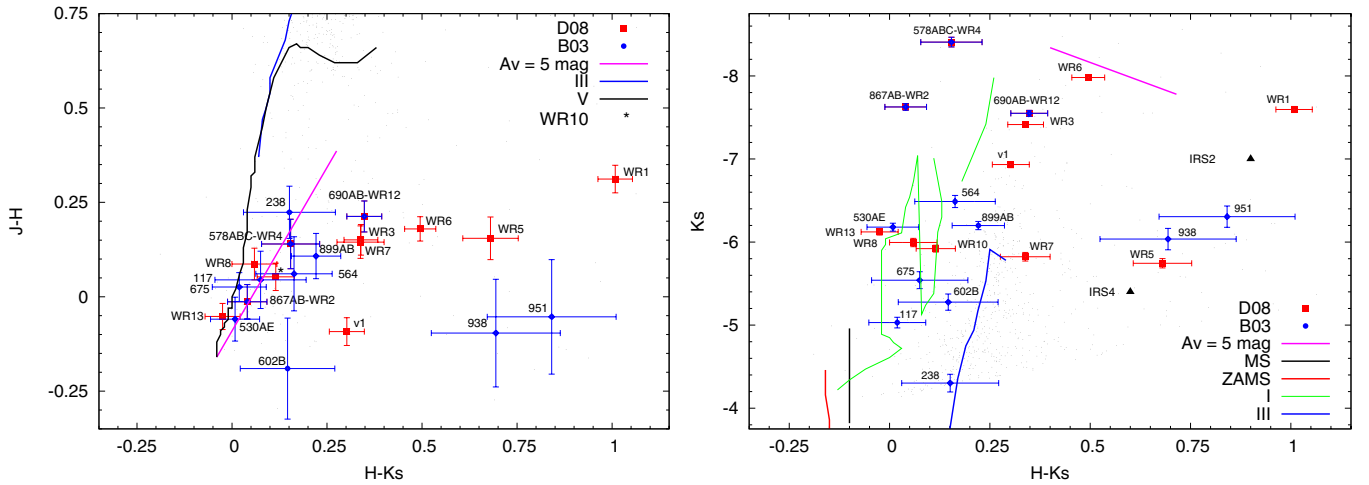 0.75
0.5
0.25
0
-0.25
J-H
-0.25 0 0.25 0.5 0.75 1
H-Ks
D08
B03
Av = 5 mag
III
V
WR10 *
238
690AB-WR12
WR1
578ABC-WR4
WR3
WR6
WR5
WR7
WR8
899AB
*
117
564
675
867AB-WR2
WR13
530AE
v1
938
951
602B
-8
-7
-6
-5
-4
Ks
-0.25 0 0.25 0.5 0.75 1
H-Ks
578ABC-WR4
WR6
867AB-WR2
690AB-WR12
WR1
WR3
v1
IRS2
564
951
530AE
899AB
WR13
938
WR8
WR10
WR7
WR5
675
IRS4
602B
117
238
D08
B03
Av = 5 mag
MS
ZAMS
I
III